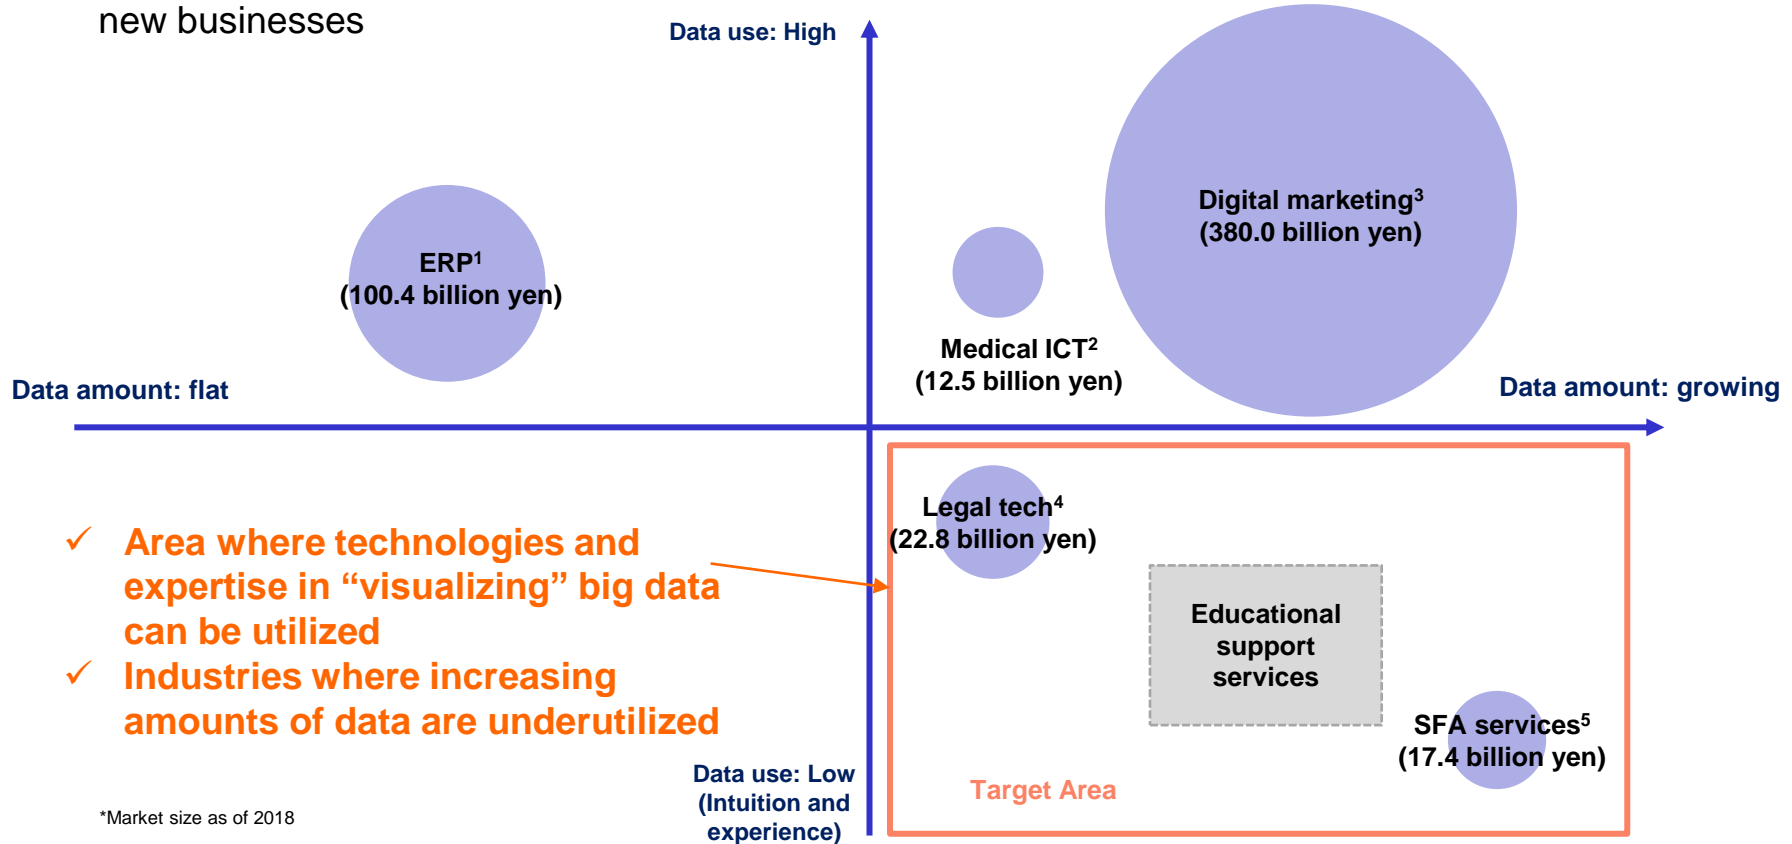 new businesses
Data use: High
Digital marketing³
(380.0 billion yen)
ERP¹
(100.4 billion yen)
Medical ICT²
(12.5 billion yen)
Data amount: flat
Data amount: growing
Legal tech⁴
(22.8 billion yen)
✓ Area where technologies and
expertise in “visualizing” big data
can be utilized
✓ Industries where increasing
amounts of data are underutilized
Educational
support
services
SFA services⁵
(17.4 billion yen)
Data use: Low
(Intuition and
experience)
Target Area
*Market size as of 2018